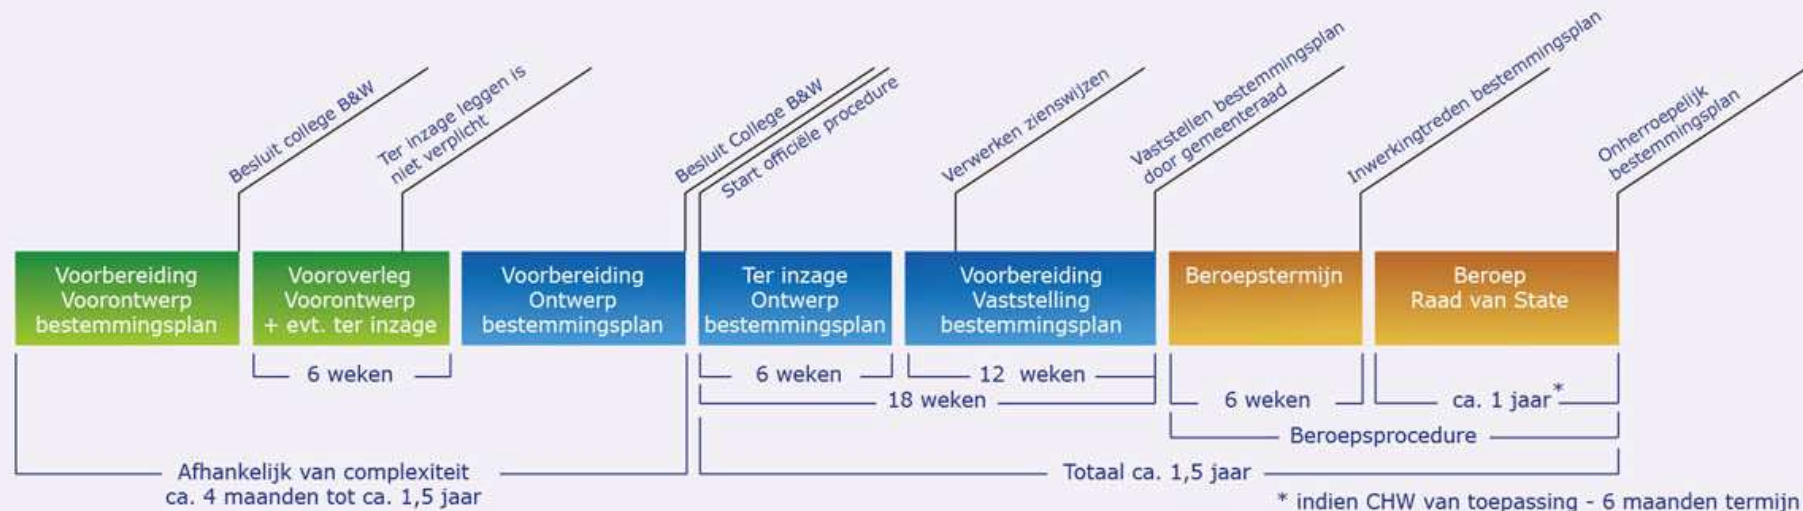 Besluit college B&W
Ter inzage leggen is
niet verplicht
Besluit College B&W
Start officiële procedure
Verwerken zienswijzen
Vaststellen bestemmingsplan
door gemeenteraad
Inwerkingtreden bestemmingsplan
Onherroepelijk
bestemmingsplan
Voorbereiding
Voorontwerp
bestemmingsplan
Vooroverleg
Voorontwerp
+ evt. ter inzage
Voorbereiding
Ontwerp
bestemmingsplan
Ter inzage
Ontwerp
bestemmingsplan
Voorbereiding
Vaststelling
bestemmingsplan
Beroepstermijn
Beroep
Raad van State
6 weken
6 weken
12 weken
18 weken
6 weken
ca. 1 jaar*
Beroepsprocedure
Afhankelijk van complexiteit
ca. 4 maanden tot ca. 1,5 jaar
Totaal ca. 1,5 jaar
* indien CHW van toepassing - 6 maanden termijn